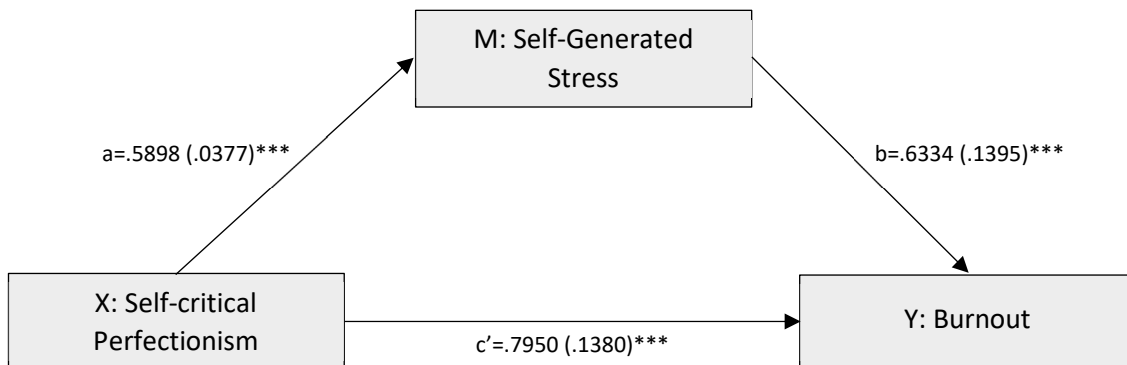 M: Self-Generated
Stress
a=.5898 (.0377)***
b=.6334 (.1395)***
X: Self-critical
Perfectionism
Y: Burnout
c’=.7950 (.1380)***